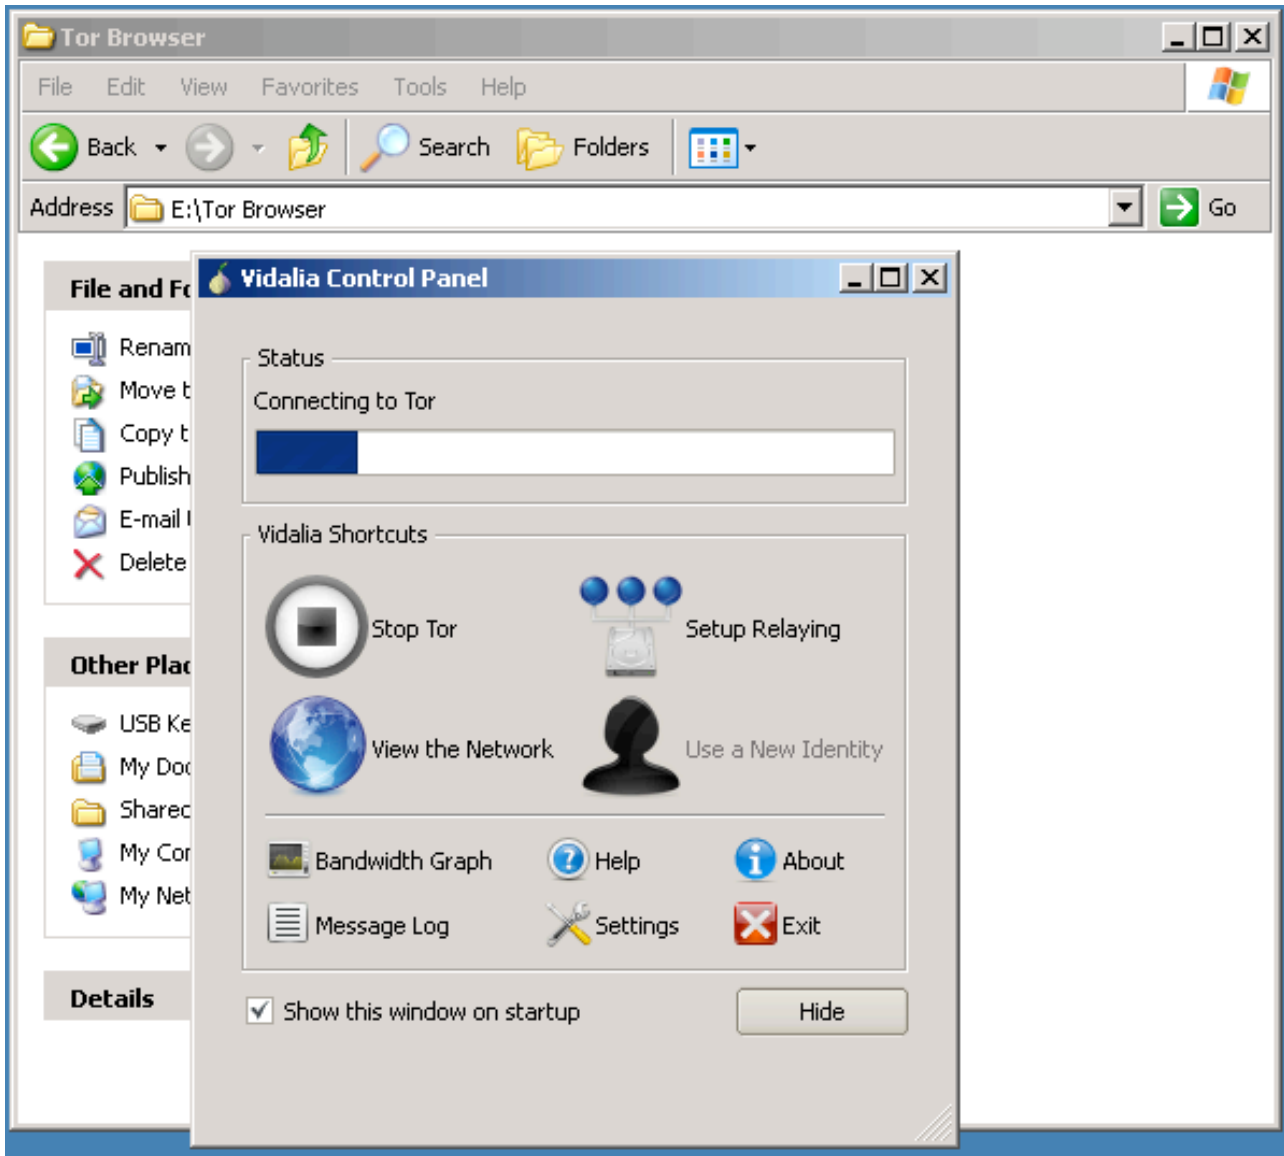 Tor Browser
File Edit View Favorites Tools Help
Back Search Folders
Address E:\Tor Browser Go
Vidalia Control Panel
File and Fo
Renam
Move t
Copy t
Publish
E-mail
Delete
Other Plac
USB Ke
My Doc
Shared
My Com
My Net
Details
Status
Connecting to Tor
Vidalia Shortcuts
Stop Tor Setup Relaying
View the Network Use a New Identity
Bandwidth Graph Help About
Message Log Settings Exit
Show this window on startup Hide